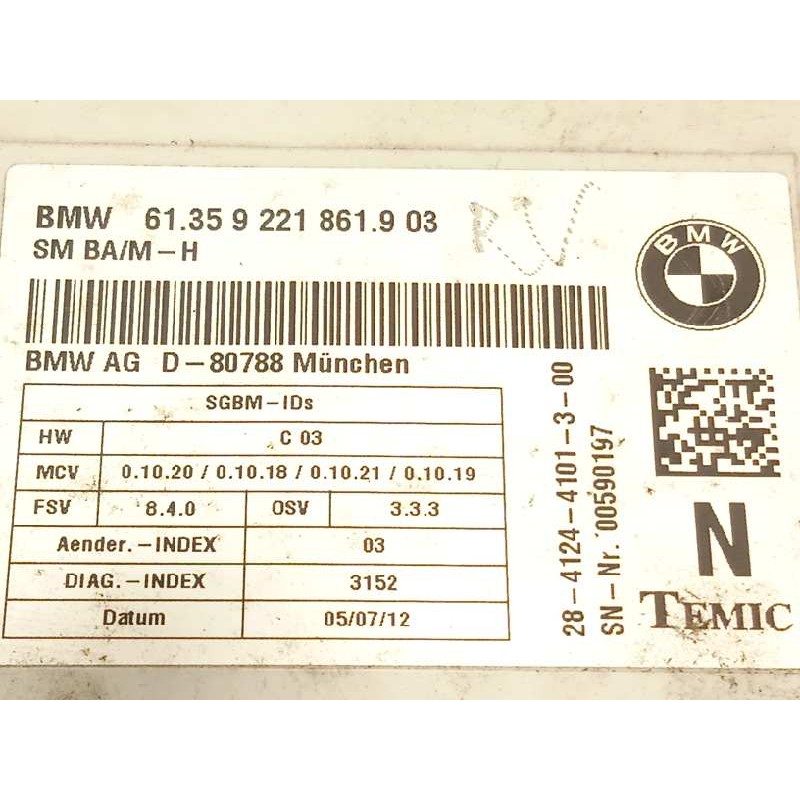 BMW 61.35 9 221 861.9 03
SM BA/M-H
BMW AG D-80788 München
SGBM-IDs
HW C 03
MCV 0.10.20 / 0.10.18 / 0.10.21 / 0.10.19
FSV 8.4.0 OSV 3.3.3
Aender.-INDEX 03
DIAG.-INDEX 3152
Datum 05/07/12
28-4124-4101-3-00
SN-Nr. 00590197
BMW
N
TEMIC